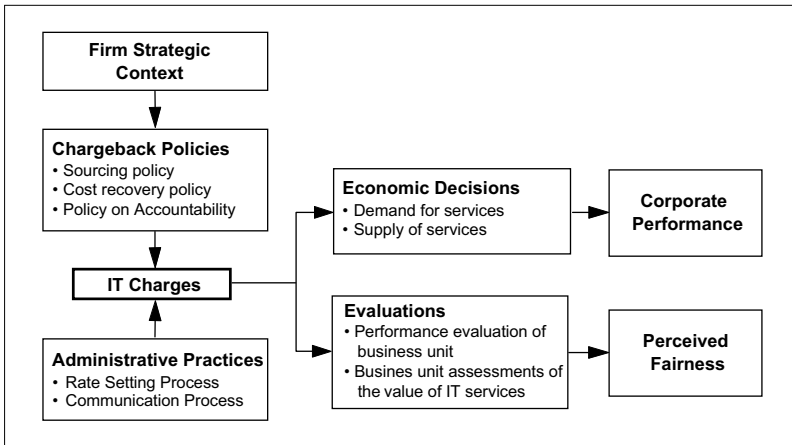 Firm Strategic
Context
Chargeback Policies
• Sourcing policy
• Cost recovery policy
• Policy on Accountability
IT Charges
Administrative Practices
• Rate Setting Process
• Communication Process
Economic Decisions
• Demand for services
• Supply of services
Corporate
Performance
Evaluations
• Performance evaluation of
business unit
• Busines unit assessments of
the value of IT services
Perceived
Fairness